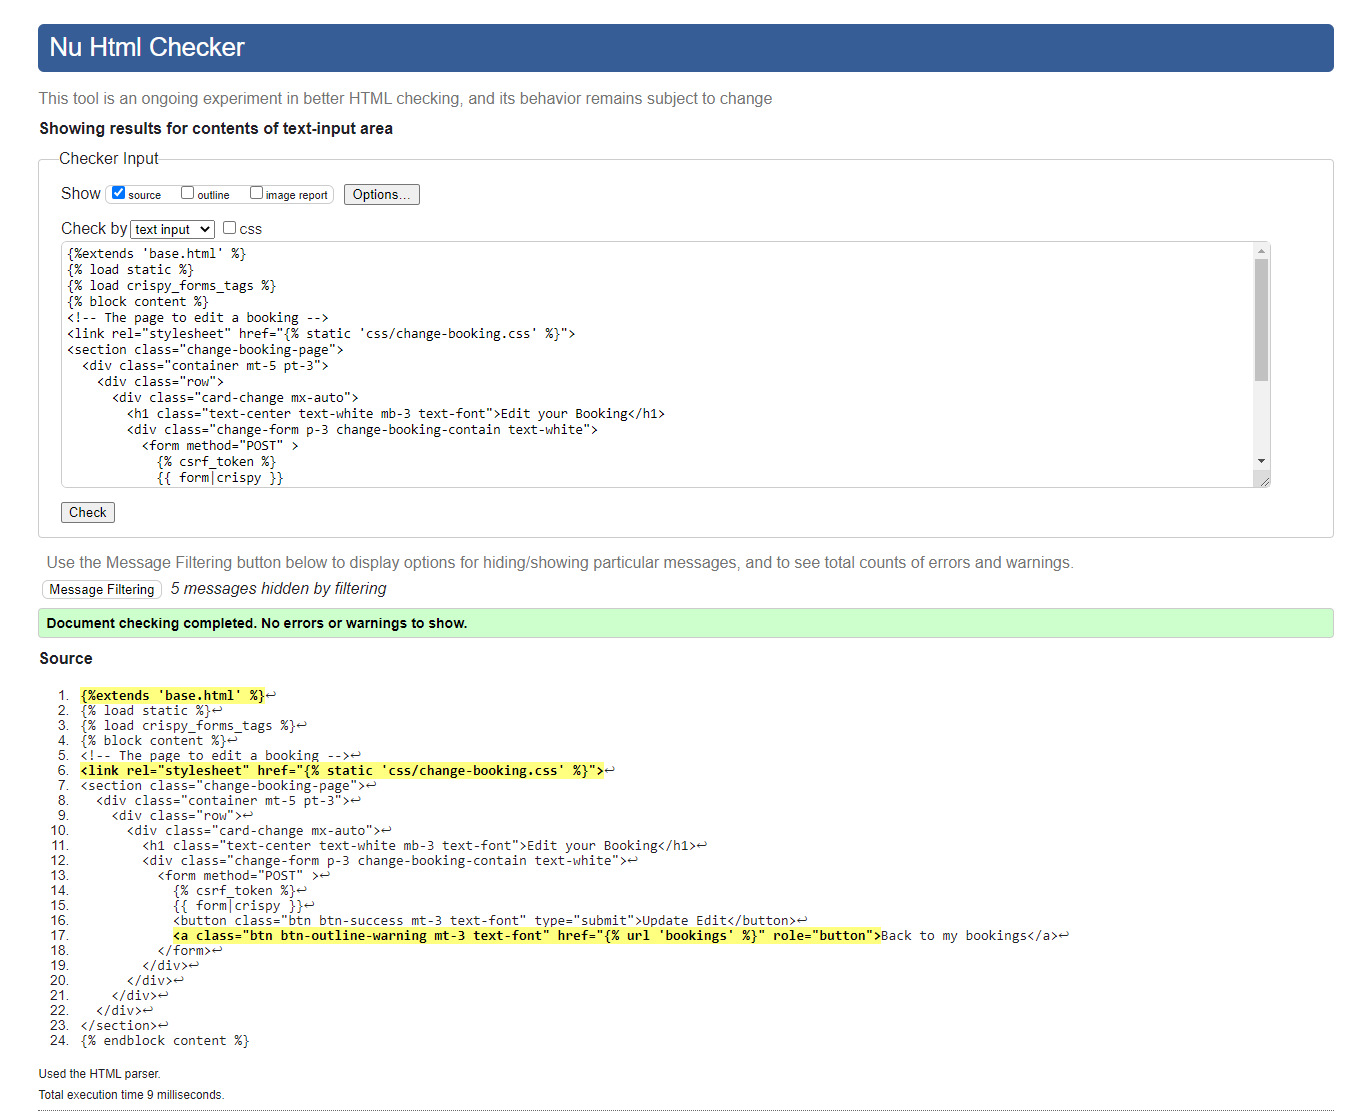 Nu Html Checker
This tool is an ongoing experiment in better HTML checking, and its behavior remains subject to change
Showing results for contents of text-input area
Checker Input
Show source outline image report Options...
Check by text input css
{%extends 'base.html' %}
{% load static %}
{% load crispy_forms_tags %}
{% block content %}
<!-- The page to edit a booking -->
<link rel="stylesheet" href="{% static 'css/change-booking.css' %}">
<section class="change-booking-page">
  <div class="container mt-5 pt-3">
    <div class="row">
      <div class="card-change mx-auto">
        <h1 class="text-center text-white mb-3 text-font">Edit your Booking</h1>
        <div class="change-form p-3 change-booking-contain text-white">
          <form method="POST" >
            {% csrf_token %}
            {{ form|crispy }}
Check
Use the Message Filtering button below to display options for hiding/showing particular messages, and to see total counts of errors and warnings.
Message Filtering 5 messages hidden by filtering
Document checking completed. No errors or warnings to show.
Source
1. {%extends 'base.html' %}↩
2. {% load static %}↩
3. {% load crispy_forms_tags %}↩
4. {% block content %}↩
5. <!-- The page to edit a booking -->↩
6. <link rel="stylesheet" href="{% static 'css/change-booking.css' %}">↩
7. <section class="change-booking-page">↩
8.   <div class="container mt-5 pt-3">↩
9.     <div class="row">↩
10.       <div class="card-change mx-auto">↩
11.         <h1 class="text-center text-white mb-3 text-font">Edit your Booking</h1>↩
12.         <div class="change-form p-3 change-booking-contain text-white">↩
13.           <form method="POST" >↩
14.             {% csrf_token %}↩
15.             {{ form|crispy }}↩
16.             <button class="btn btn-success mt-3 text-font" type="submit">Update Edit</button>↩
17.             <a class="btn btn-outline-warning mt-3 text-font" href="{% url 'bookings' %}" role="button">Back to my bookings</a>↩
18.           </form>↩
19.         </div>↩
20.       </div>↩
21.     </div>↩
22.   </div>↩
23. </section>↩
24. {% endblock content %}
Used the HTML parser.
Total execution time 9 milliseconds.